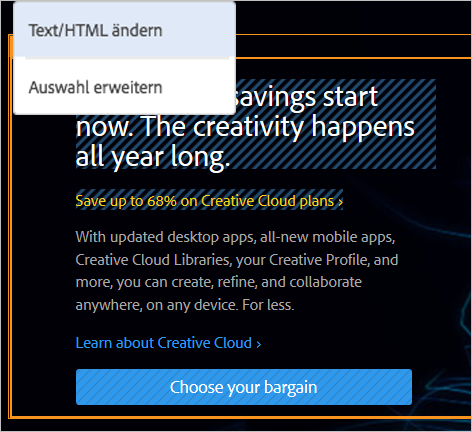 Text/HTML ändern
Auswahl erweitern
savings start
now. The creativity happens
all year long.
Save up to 68% on Creative Cloud plans ›
With updated desktop apps, all-new mobile apps,
Creative Cloud Libraries, your Creative Profile, and
more, you can create, refine, and collaborate
anywhere, on any device. For less.
Learn about Creative Cloud ›
Choose your bargain